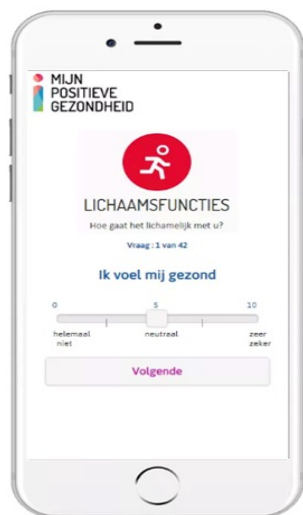 MIJN
POSITIEVE
GEZONDHEID
LICHAAMSFUNCTIES
Hoe gaat het lichamelijk met u?
Vraag : 1 van 42
Ik voel mij gezond
0 5 10
helemaal niet neutraal zeer zeker
Volgende